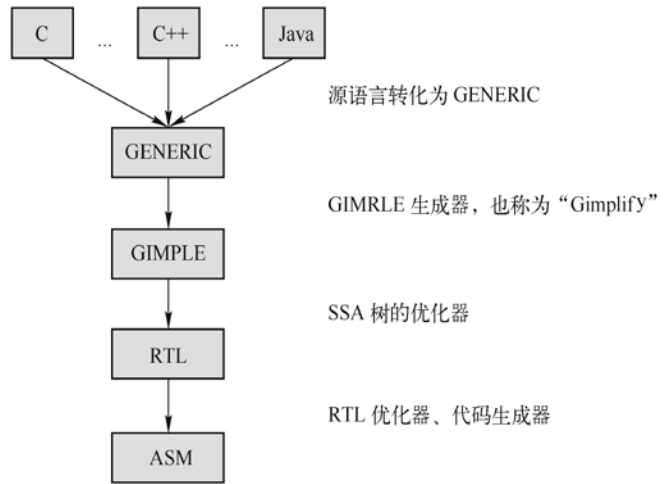 C ... C++ ... Java
源语言转化为 GENERIC
GENERIC
GIMRLE 生成器，也称为“Gimplify”
GIMPLE
SSA 树的优化器
RTL
RTL 优化器、代码生成器
ASM